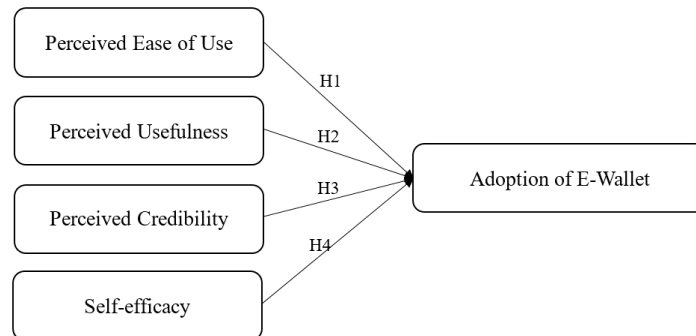 Perceived Ease of Use
H1
Perceived Usefulness
H2
Adoption of E-Wallet
H3
Perceived Credibility
H4
Self-efficacy